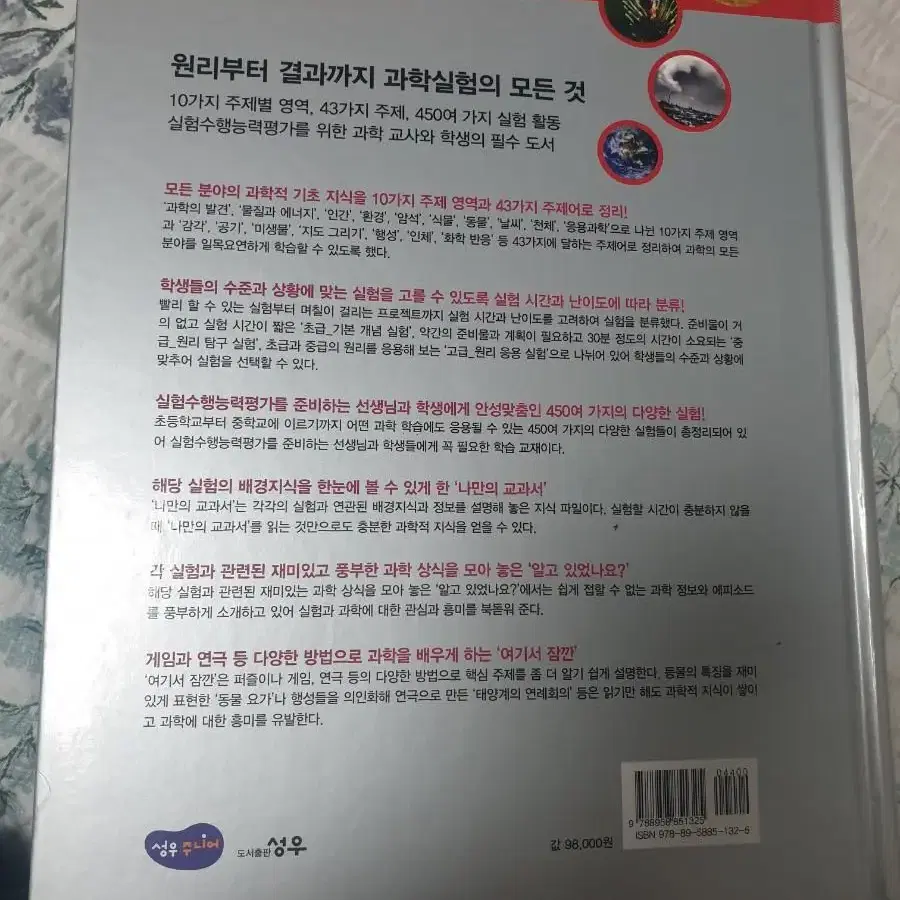 원리부터 결과까지 과학실험의 모든 것
10가지 주제별 영역, 43가지 주제, 450여 가지 실험 활동
실험수행능력평가를 위한 과학 교사와 학생의 필수 도서
모든 분야의 과학적 기초 지식을 10가지 주제 영역과 43가지 주제어로 정리!
'과학의 발견', '물질과 에너지', '인간', '환경', '암석', '식물', '동물', '날씨', '천체', '응용과학'으로 나뉜 10가지 주제 영역
과 '감각', '공기', '미생물', '지도 그리기', '행성', '인체', '화학 반응' 등 43가지에 달하는 주제어로 정리하여 과학의 모든
분야를 일목요연하게 학습할 수 있도록 했다.
학생들의 수준과 상황에 맞는 실험을 고를 수 있도록 실험 시간과 난이도에 따라 분류!
빨리 할 수 있는 실험부터 며칠이 걸리는 프로젝트까지 실험 시간과 난이도를 고려하여 실험을 분류했다. 준비물이 거
의 없고 실험 시간이 짧은 '초급_기본 개념 실험', 약간의 준비물과 계획이 필요하고 30분 정도의 시간이 소요되는 '중
급_원리 탐구 실험', 초급과 중급의 원리를 응용해 보는 '고급_원리 응용 실험'으로 나뉘어 있어 학생들의 수준과 상황에
맞추어 실험을 선택할 수 있다.
실험수행능력평가를 준비하는 선생님과 학생에게 안성맞춤인 450여 가지의 다양한 실험!
초등학교부터 중학교에 이르기까지 어떤 과학 학습에도 응용될 수 있는 450여 가지의 다양한 실험들이 총정리되어 있
어 실험수행능력평가를 준비하는 선생님과 학생들에게 꼭 필요한 학습 교재이다.
해당 실험의 배경지식을 한눈에 볼 수 있게 한 '나만의 교과서'
'나만의 교과서'는 각각의 실험과 연관된 배경지식과 정보를 설명해 놓은 지식 파일이다. 실험할 시간이 충분하지 않을
때, '나만의 교과서'를 읽는 것만으로도 충분한 과학적 지식을 얻을 수 있다.
각 실험과 관련된 재미있고 풍부한 과학 상식을 모아 놓은 '알고 있었나요?'
해당 실험과 관련된 재미있는 과학 상식을 모아 놓은 '알고 있었나요?'에서는 쉽게 접할 수 없는 과학 정보와 에피소드
를 풍부하게 소개하고 있어 실험과 과학에 대한 관심과 흥미를 북돋워 준다.
게임과 연극 등 다양한 방법으로 과학을 배우게 하는 '여기서 잠깐'
'여기서 잠깐'은 퍼즐이나 게임, 연극 등의 다양한 방법으로 핵심 주제를 좀 더 알기 쉽게 설명한다. 동물의 특징을 재미
있게 표현한 '동물 요가'나 행성들을 의인화해 연극으로 만든 '태양계의 연례회의' 등은 읽기만 해도 과학적 지식이 쌓이
고 과학에 대한 흥미를 유발한다.
04400
9 788958 851325
ISBN 978-89-5885-132-5
성우 주니어
도서출판 성우
값 98,000원